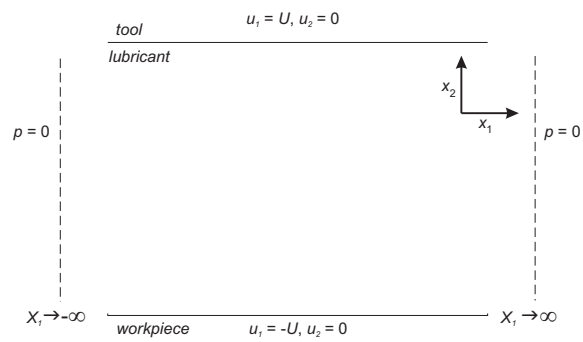 u₁ = U, u₂ = 0
tool
lubricant
x₂
x₁
p = 0
p = 0
X₁→-∞
X₁→∞
workpiece
u₁ = -U, u₂ = 0